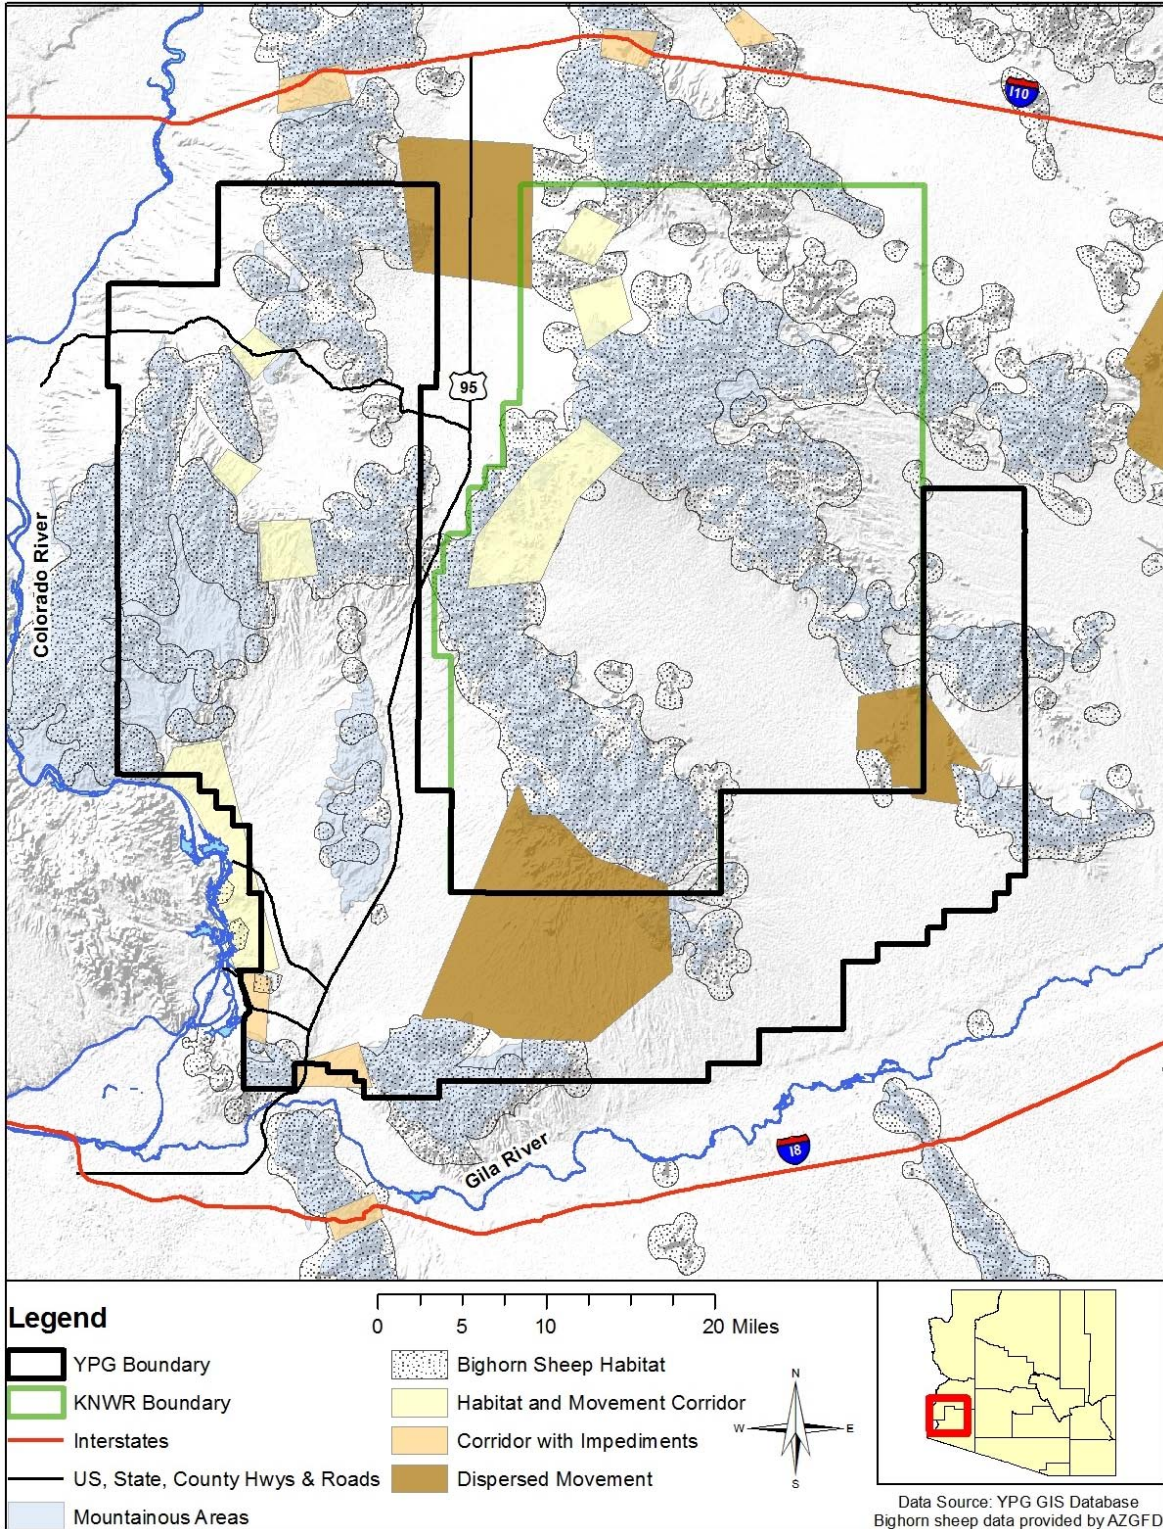 I10
95
Colorado River
Gila River
I8
Legend
YPG Boundary
KNWR Boundary
Interstates
US, State, County Hwys & Roads
Mountainous Areas
0 5 10 20 Miles
Bighorn Sheep Habitat
Habitat and Movement Corridor
Corridor with Impediments
Dispersed Movement
N
W E
S
Data Source: YPG GIS Database
Bighorn sheep data provided by AZGFD